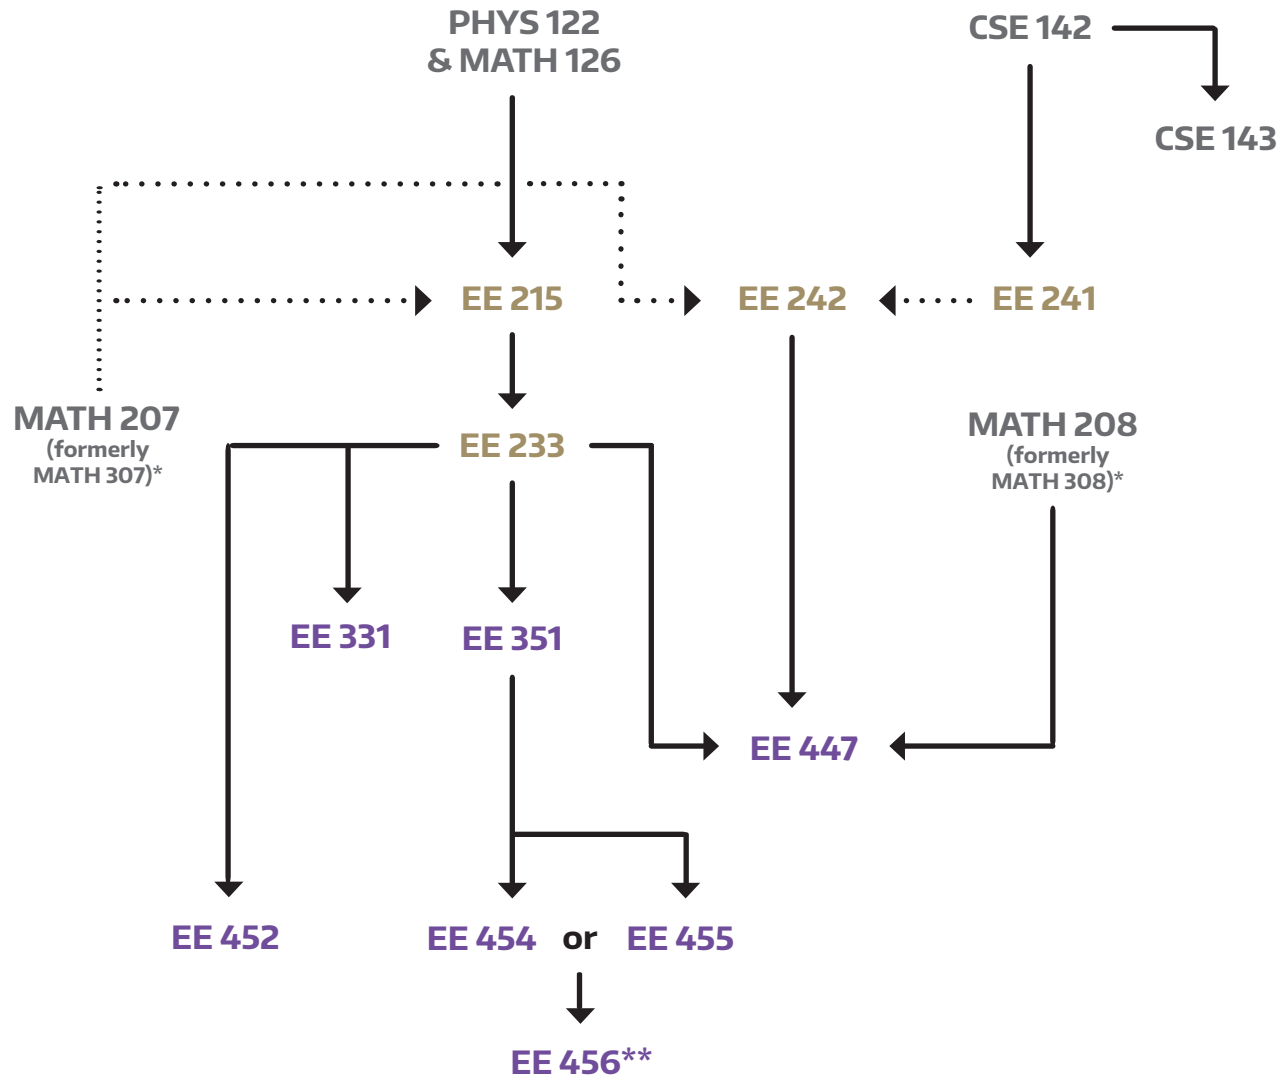 PHYS 122
& MATH 126
CSE 142
CSE 143
EE 215
EE 242
EE 241
MATH 207
(formerly
MATH 307)*
EE 233
MATH 208
(formerly
MATH 308)*
EE 331
EE 351
EE 447
EE 452
EE 454 or EE 455
EE 456**